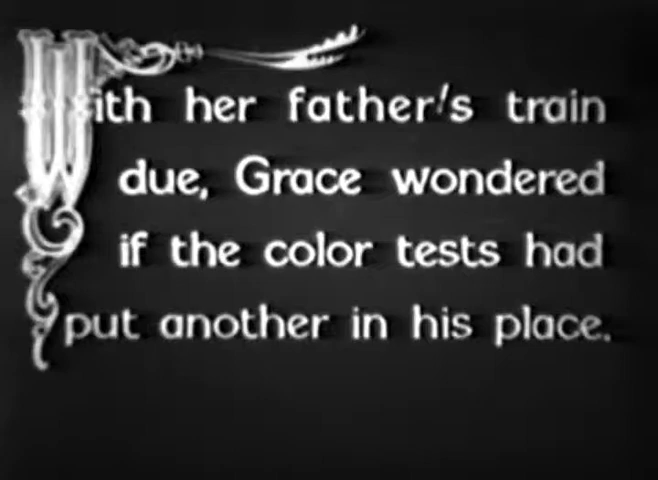 With her father's train
due, Grace wondered
if the color tests had
put another in his place.